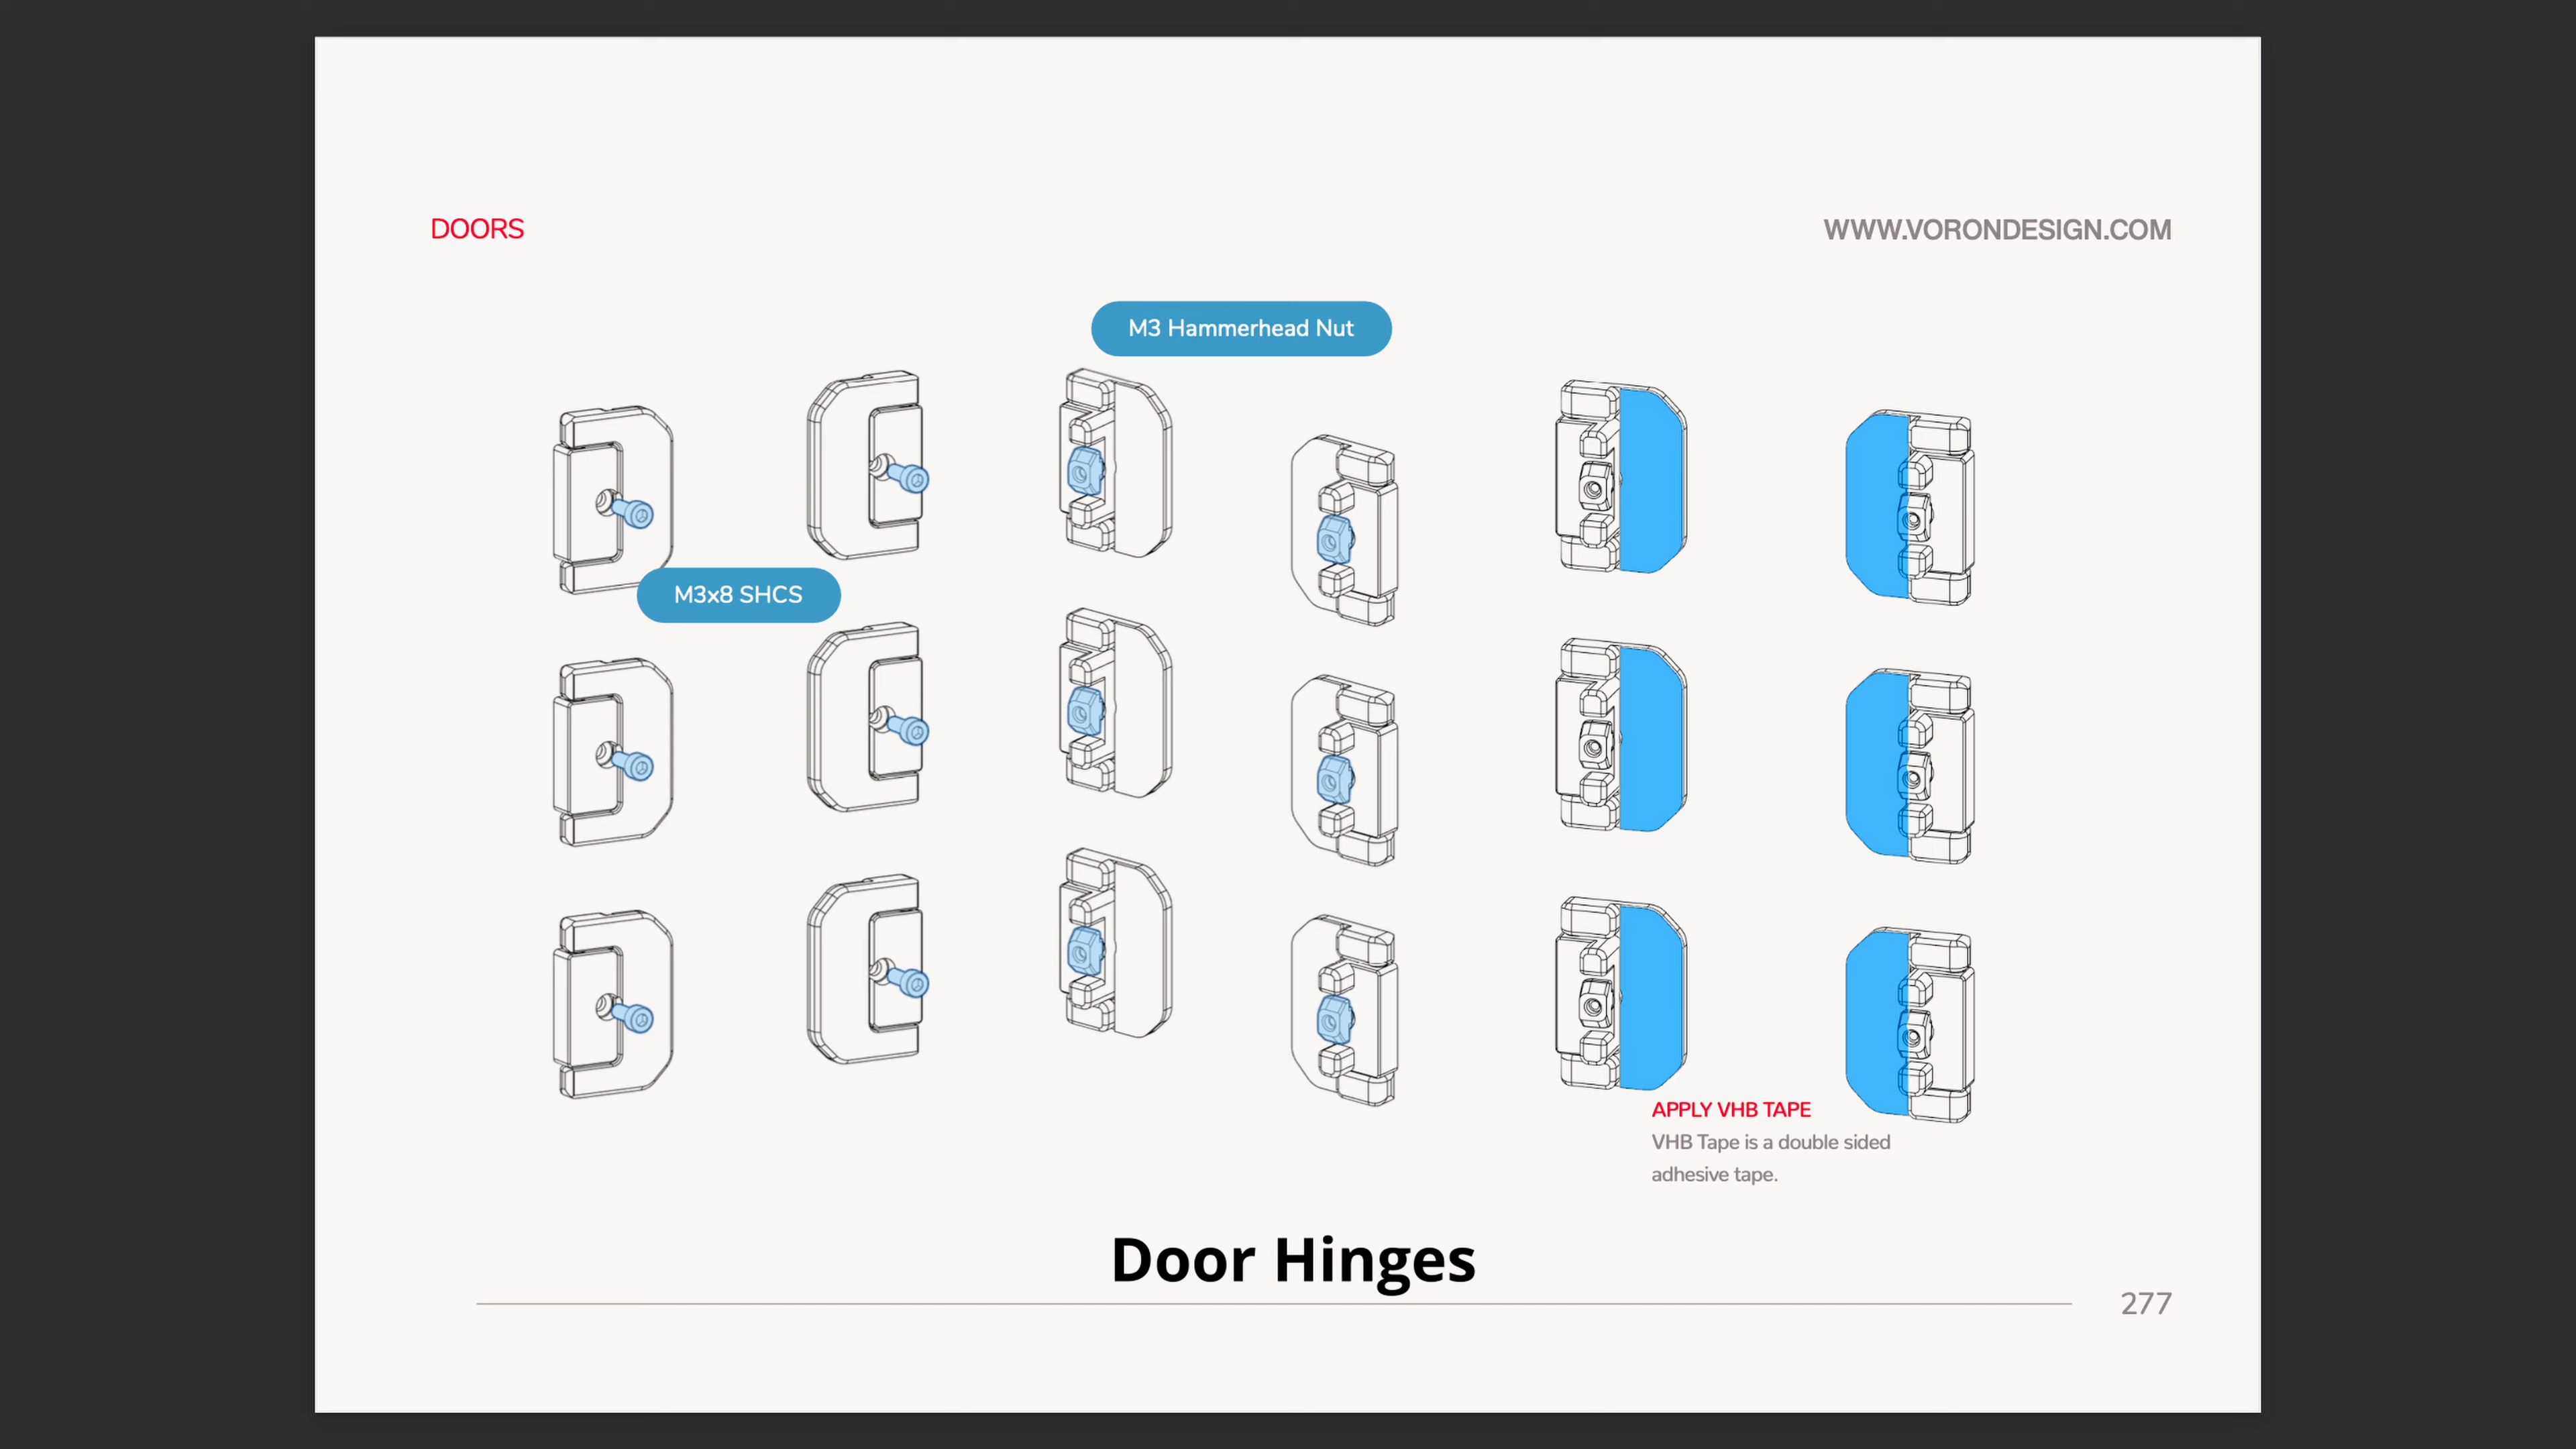 DOORS
WWW.VORONDESIGN.COM
M3 Hammerhead Nut
M3x8 SHCS
APPLY VHB TAPE
VHB Tape is a double sided
adhesive tape.
Door Hinges
277